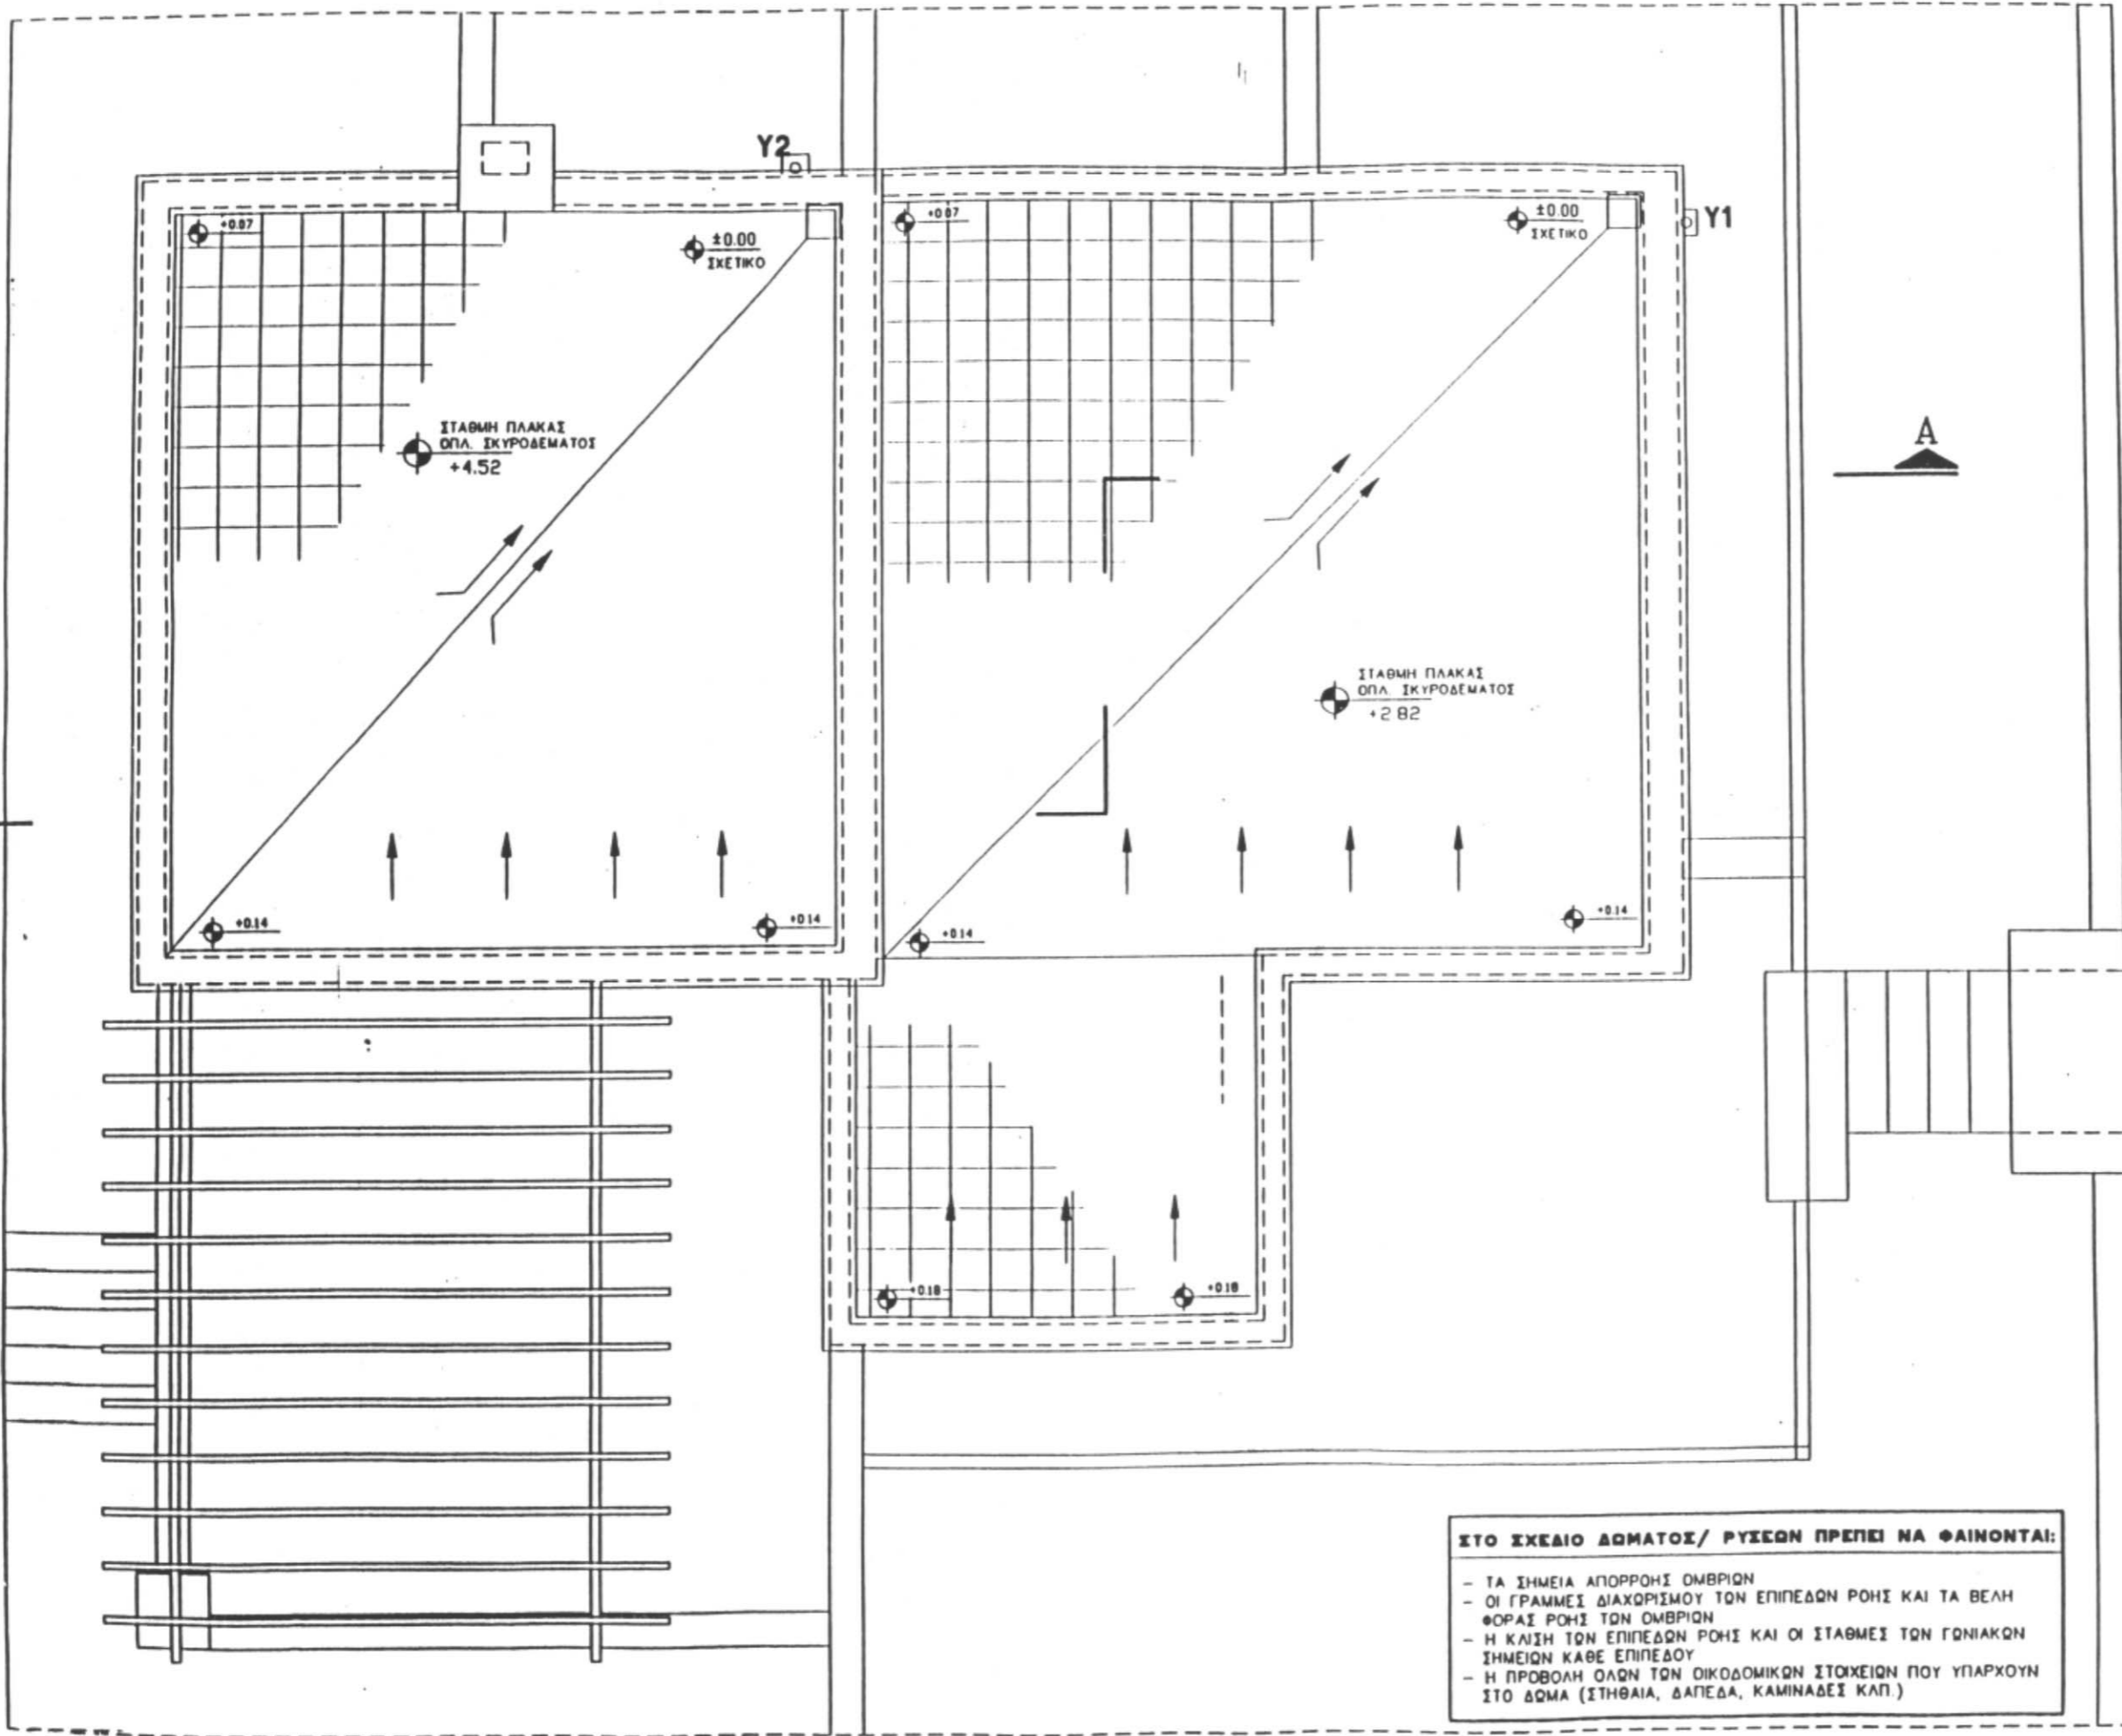 Y2
+0.07
±0.00
ΣΧΕΤΙΚΟ
+0.07
±0.00
ΣΧΕΤΙΚΟ
Y1
ΣΤΑΘΜΗ ΠΛΑΚΑΣ
ΟΠΛ. ΣΚΥΡΟΔΕΜΑΤΟΣ
+4.52
A
ΣΤΑΘΜΗ ΠΛΑΚΑΣ
ΟΠΛ. ΣΚΥΡΟΔΕΜΑΤΟΣ
+2.82
+0.14
+0.14
+0.14
+0.14
+0.18
+0.18
ΣΤΟ ΣΧΕΔΙΟ ΔΩΜΑΤΟΣ/ ΡΥΣΕΩΝ ΠΡΕΠΕΙ ΝΑ ΦΑΙΝΟΝΤΑΙ:
- ΤΑ ΣΗΜΕΙΑ ΑΠΟΡΡΟΗΣ ΟΜΒΡΙΩΝ
- ΟΙ ΓΡΑΜΜΕΣ ΔΙΑΧΩΡΙΣΜΟΥ ΤΩΝ ΕΠΙΠΕΔΩΝ ΡΟΗΣ ΚΑΙ ΤΑ ΒΕΛΗ
ΦΟΡΑΣ ΡΟΗΣ ΤΩΝ ΟΜΒΡΙΩΝ
- Η ΚΛΙΣΗ ΤΩΝ ΕΠΙΠΕΔΩΝ ΡΟΗΣ ΚΑΙ ΟΙ ΣΤΑΘΜΕΣ ΤΩΝ ΓΩΝΙΑΚΩΝ
ΣΗΜΕΙΩΝ ΚΑΘΕ ΕΠΙΠΕΔΟΥ
- Η ΠΡΟΒΟΛΗ ΟΛΩΝ ΤΩΝ ΟΙΚΟΔΟΜΙΚΩΝ ΣΤΟΙΧΕΙΩΝ ΠΟΥ ΥΠΑΡΧΟΥΝ
ΣΤΟ ΔΩΜΑ (ΣΤΗΘΑΙΑ, ΔΑΠΕΔΑ, ΚΑΜΙΝΑΔΕΣ ΚΛΠ.)